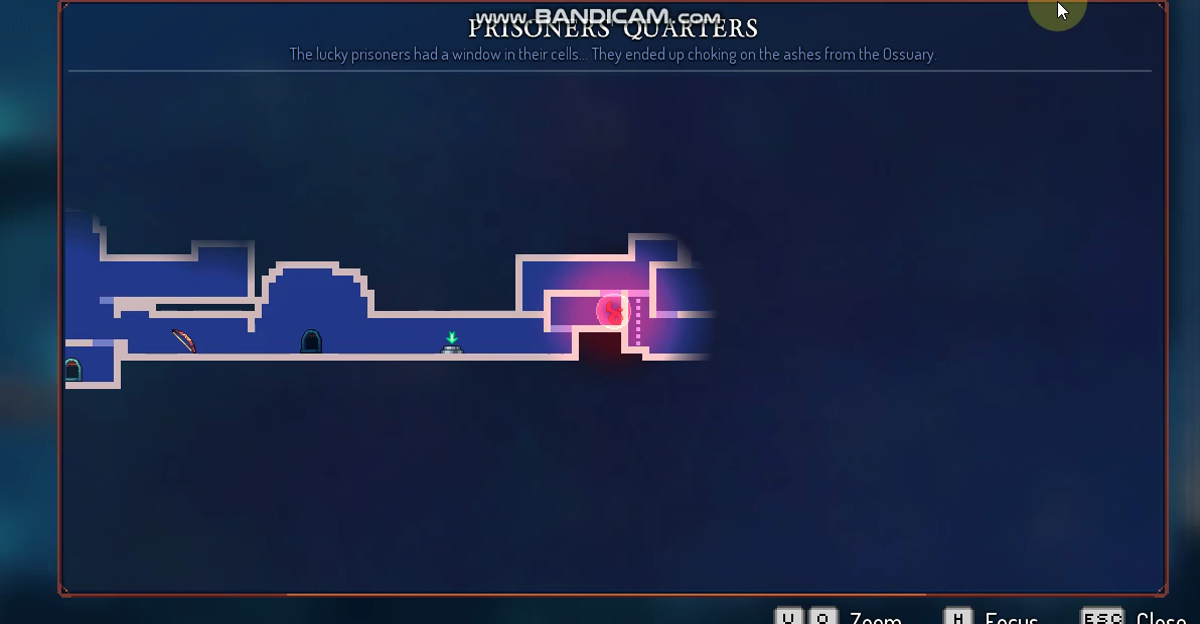 www.BANDICAM.com
PRISONERS' QUARTERS
The lucky prisoners had a window in their cells... They ended up choking on the ashes from the Ossuary.
Zoom
H Focus
ESC Close